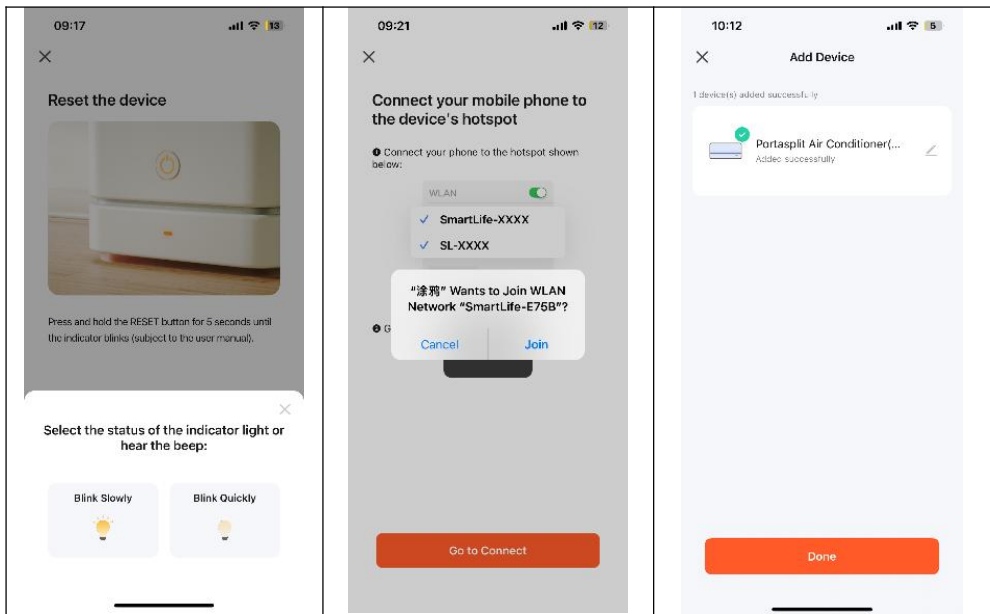 09:17
13
Reset the device
Press and hold the RESET button for 5 seconds until
the indicator blinks (subject to the user manual).
Select the status of the indicator light or
hear the beep:
Blink Slowly
Blink Quickly
09:21
12
Connect your mobile phone to
the device's hotspot
❶ Connect your phone to the hotspot shown
below:
WLAN
SmartLife-XXXX
SL-XXXX
"涂鸦" Wants to Join WLAN
Network "SmartLife-E75B"?
❷ G
Cancel
Join
Go to Connect
10:12
5
Add Device
1 device(s) added successfully
Portasplit Air Conditioner(...
Added successfully
Done